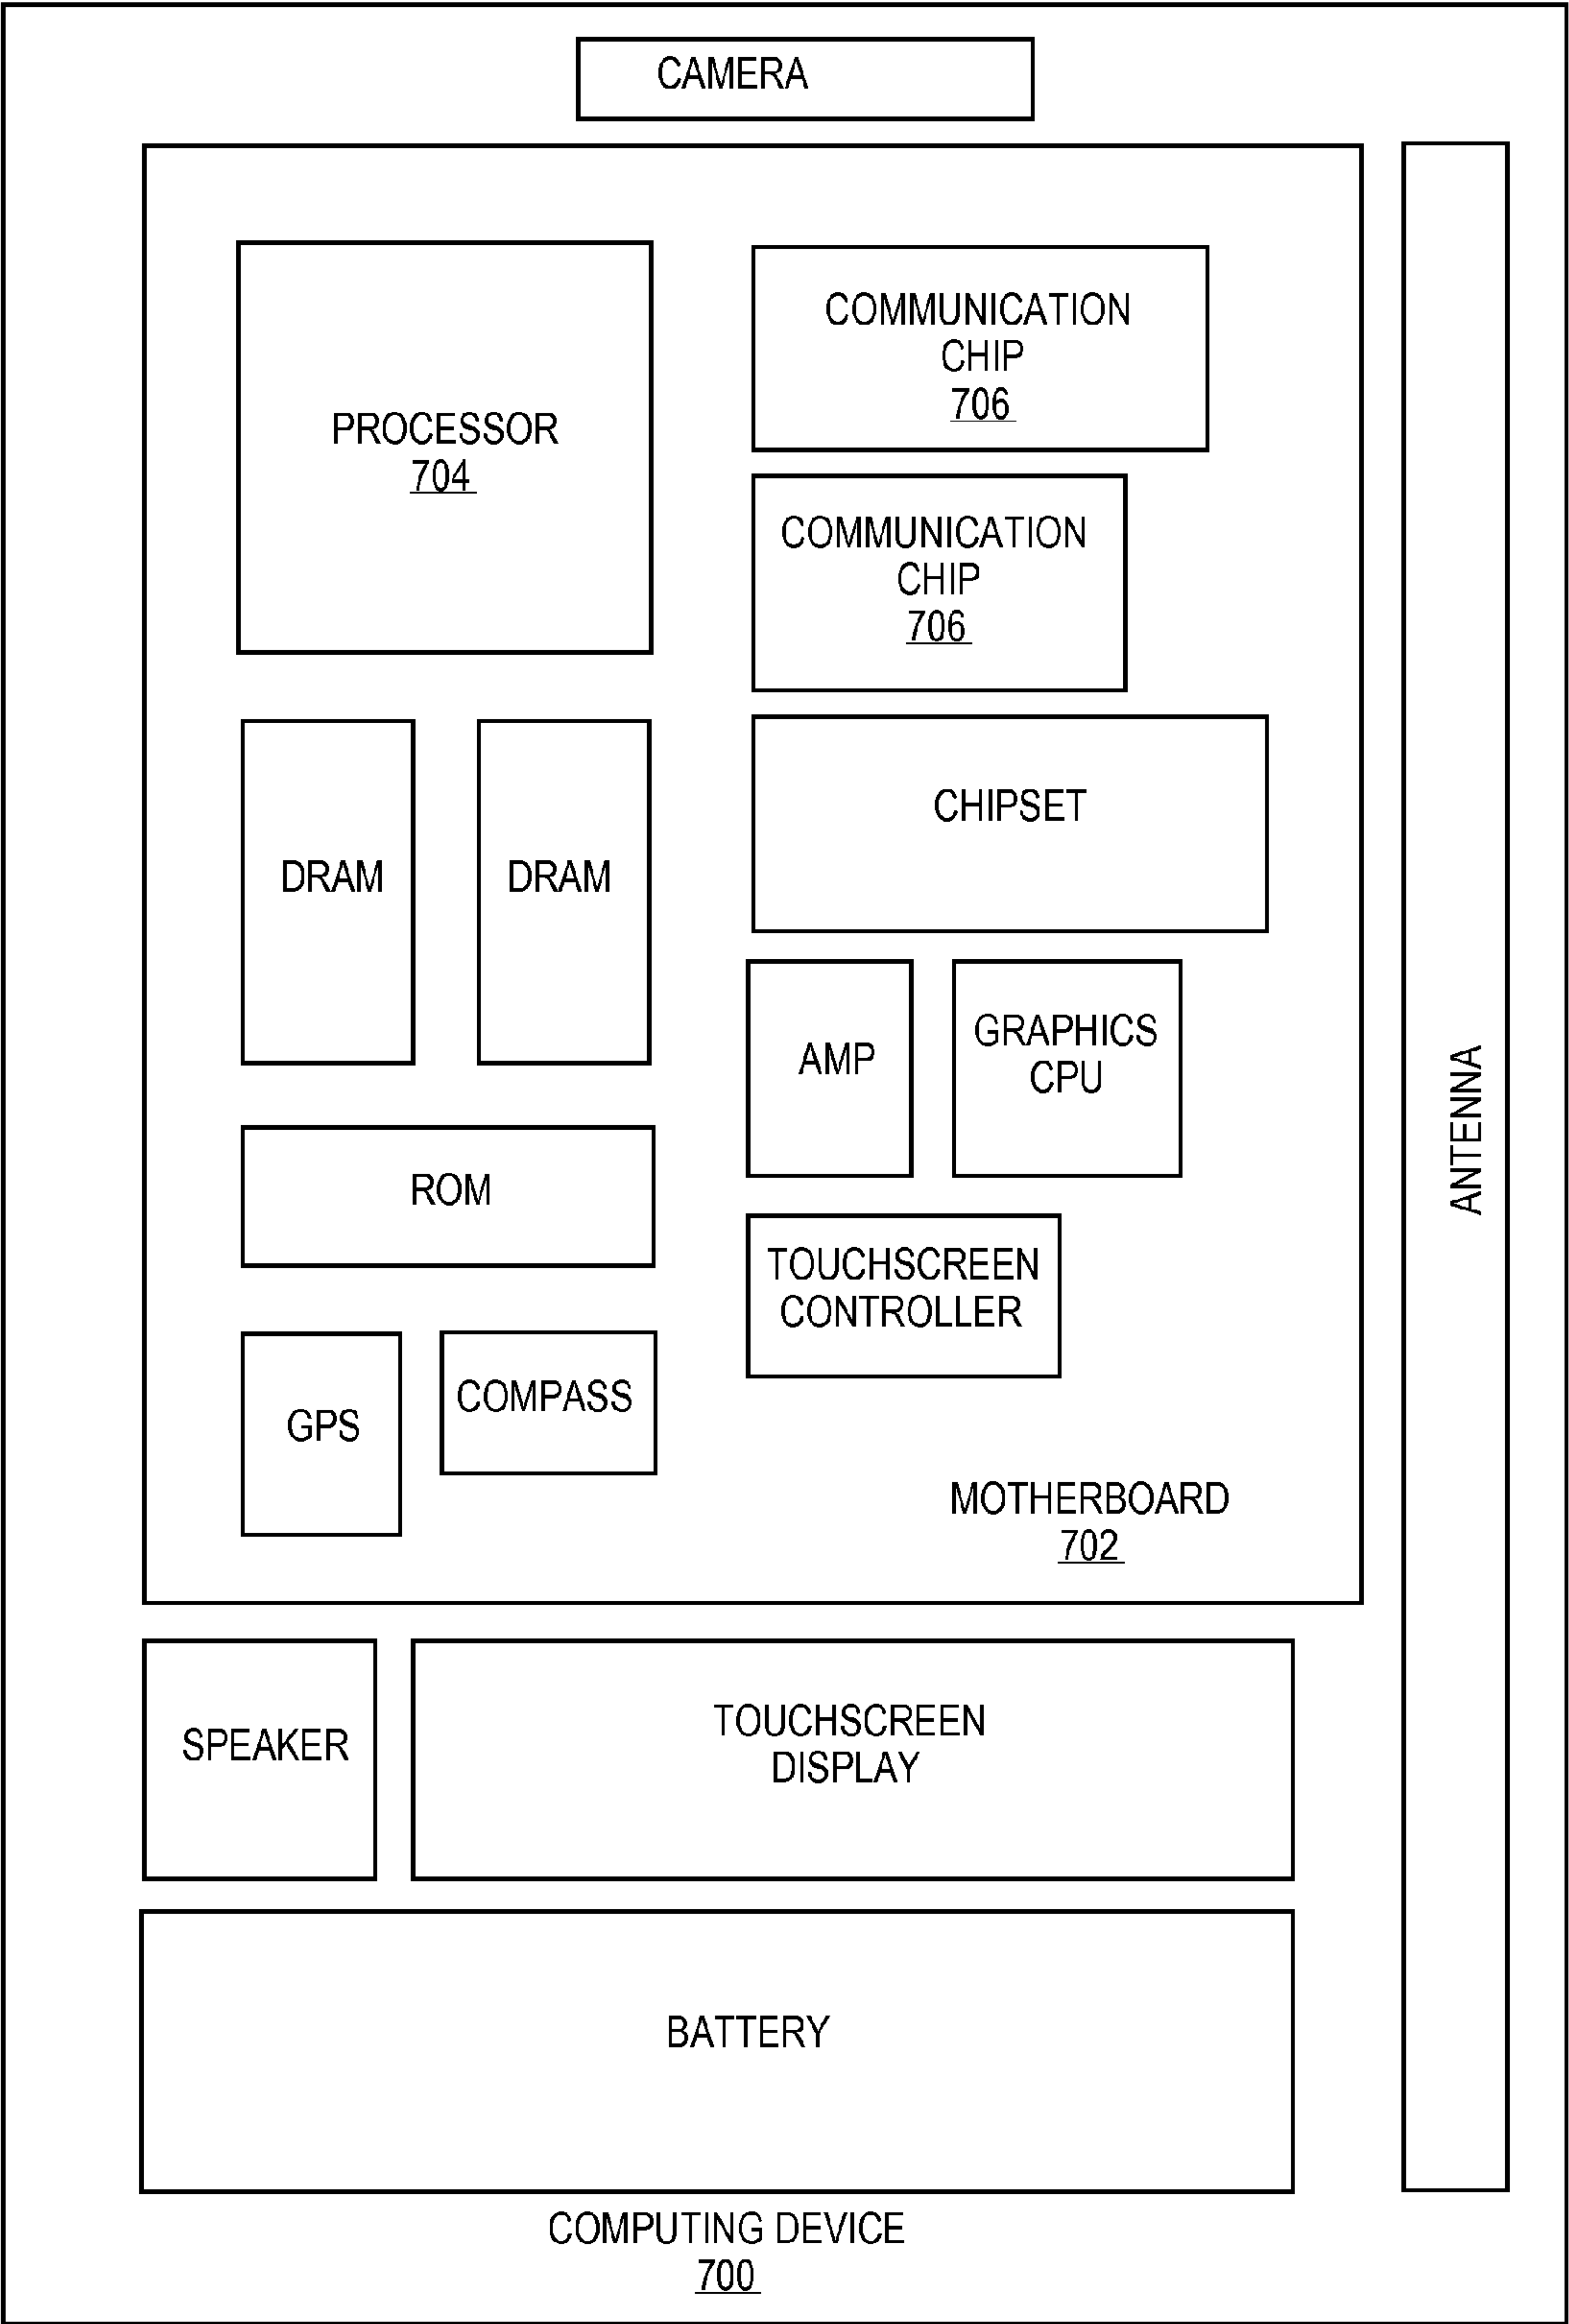 CAMERA
PROCESSOR
704
COMMUNICATION
CHIP
706
COMMUNICATION
CHIP
706
DRAM
DRAM
CHIPSET
AMP
GRAPHICS
CPU
ROM
TOUCHSCREEN
CONTROLLER
GPS
COMPASS
MOTHERBOARD
702
ANTENNA
SPEAKER
TOUCHSCREEN
DISPLAY
BATTERY
COMPUTING DEVICE
700